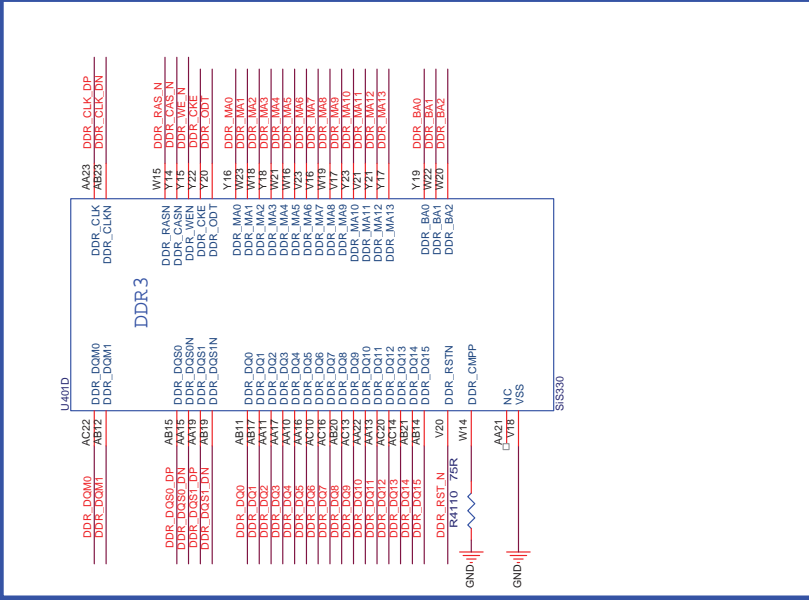 U401D
DDR_DQM0 AC22 DDR_DQM0 DDR_CLK AA23 DDR_CLK_DP
DDR_DQM1 AB12 DDR_DQM1 DDR_CLKN AB23 DDR_CLK_DN
DDR3
DDR_RASN W15 DDR_RAS_N
DDR_DQS0_DP AB15 DDR_DQS0 DDR_CASN Y14 DDR_CAS_N
DDR_DQS0_DN AA15 DDR_DQS0N DDR_WEN Y15 DDR_WE_N
DDR_DQS1_DP AA19 DDR_DQS1 DDR_CKE Y22 DDR_CKE
DDR_DQS1_DN AB19 DDR_DQS1N DDR_ODT Y20 DDR_ODT
DDR_MA0 Y16 DDR_MA0
DDR_DQ0 AB11 DDR_DQ0 DDR_MA1 W23 DDR_MA1
DDR_DQ1 AB17 DDR_DQ1 DDR_MA2 W18 DDR_MA2
DDR_DQ2 AA11 DDR_DQ2 DDR_MA3 Y18 DDR_MA3
DDR_DQ3 AA17 DDR_DQ3 DDR_MA4 W21 DDR_MA4
DDR_DQ4 AA10 DDR_DQ4 DDR_MA5 W16 DDR_MA5
DDR_DQ5 AA16 DDR_DQ5 DDR_MA6 V23 DDR_MA6
DDR_DQ6 AC10 DDR_DQ6 DDR_MA7 V16 DDR_MA7
DDR_DQ7 AC16 DDR_DQ7 DDR_MA8 W19 DDR_MA8
DDR_DQ8 AB20 DDR_DQ8 DDR_MA9 V17 DDR_MA9
DDR_DQ9 AC13 DDR_DQ9 DDR_MA10 Y23 DDR_MA10
DDR_DQ10 AA22 DDR_DQ10 DDR_MA11 V21 DDR_MA11
DDR_DQ11 AA13 DDR_DQ11 DDR_MA12 Y21 DDR_MA12
DDR_DQ12 AC20 DDR_DQ12 DDR_MA13 Y17 DDR_MA13
DDR_DQ13 AC14 DDR_DQ13
DDR_DQ14 AB21 DDR_DQ14
DDR_DQ15 AB14 DDR_DQ15 DDR_BA0 Y19 DDR_BA0
DDR_BA1 W22 DDR_BA1
DDR_RST_N V20 DDR_RSTN DDR_BA2 W20 DDR_BA2
R4110 75R
GND W14 DDR_CMPP
AA21 NC
GND V18 VSS
SiS330